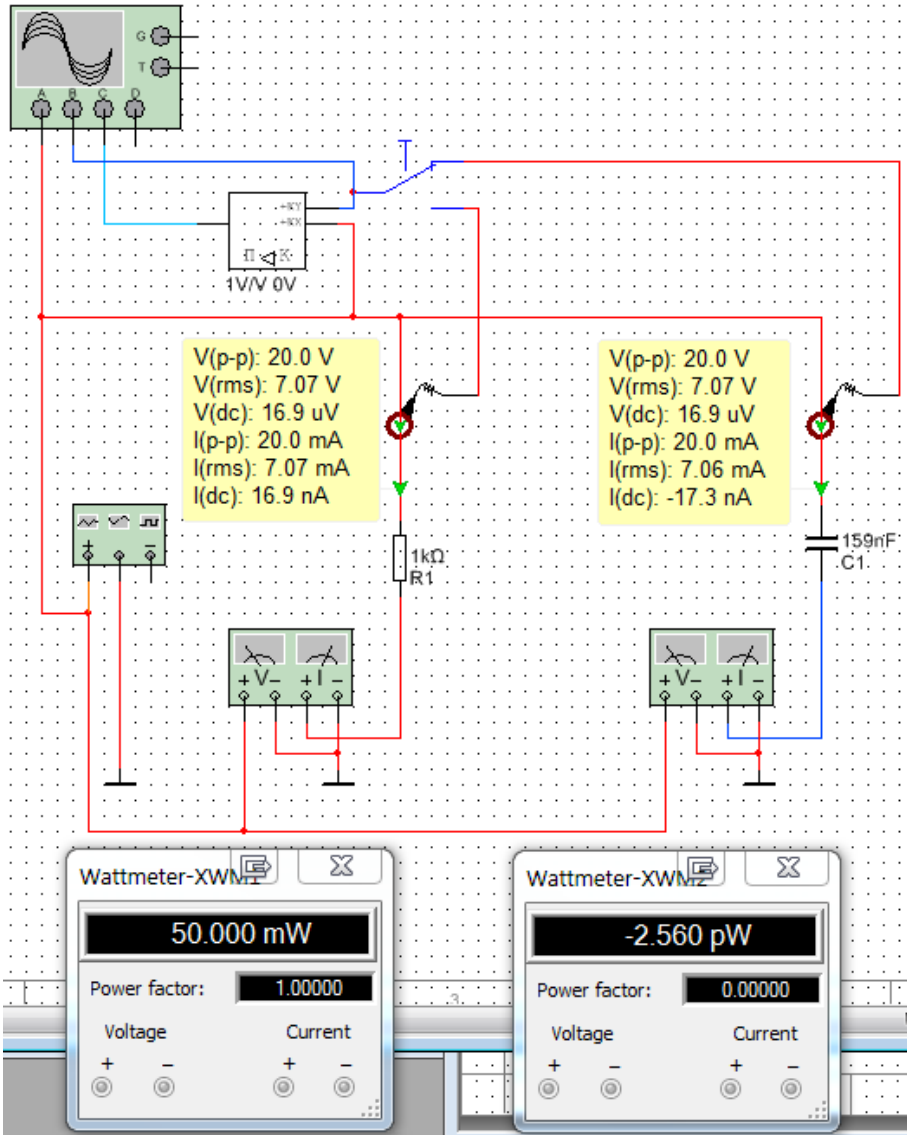 G
T
A B C D
T
+KY
+KX
П К
1V/V 0V
V(p-p): 20.0 V
V(rms): 7.07 V
V(dc): 16.9 uV
I(p-p): 20.0 mA
I(rms): 7.07 mA
I(dc): 16.9 nA
V(p-p): 20.0 V
V(rms): 7.07 V
V(dc): 16.9 uV
I(p-p): 20.0 mA
I(rms): 7.06 mA
I(dc): -17.3 nA
+ −
1kΩ
R1
159nF
C1
+ V− + I −
+ V− + I −
Wattmeter-XWM1 X
50.000 mW
Power factor: 1.00000
Voltage Current
+ − + −
Wattmeter-XWM2 X
-2.560 pW
Power factor: 0.00000
Voltage Current
+ − + −
3